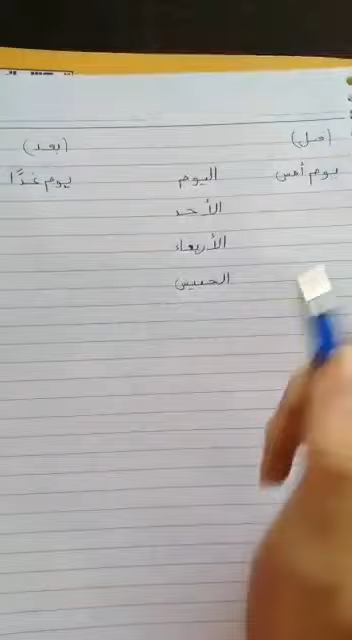 (قبل) (بعد)
يوم أمس اليوم يوم غدًا
الأحد
الأربعاء
الخميس